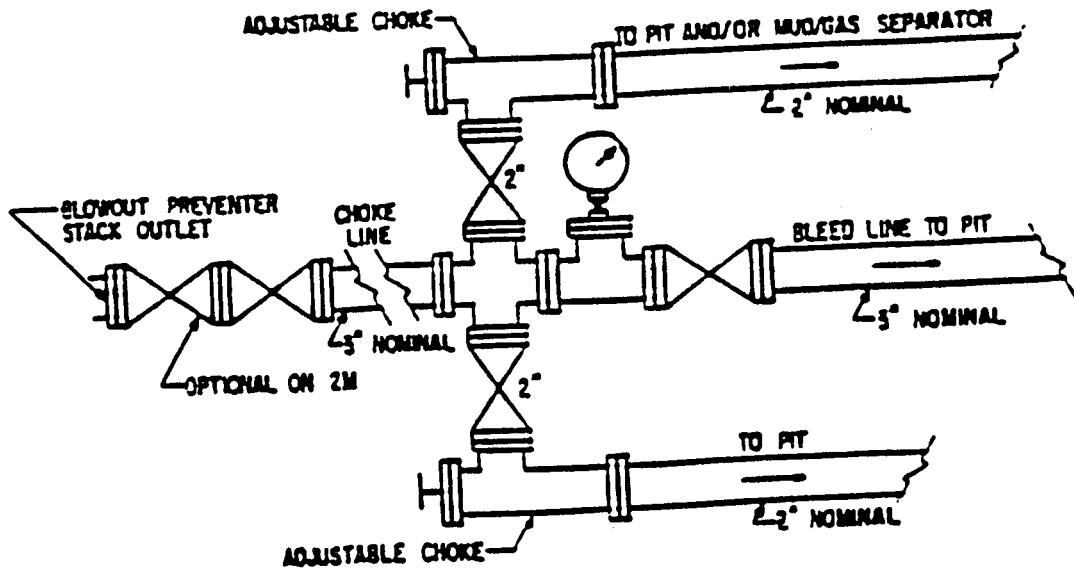 ADJUSTABLE CHOKE
TO PIT AND/OR MUD/GAS SEPARATOR
2" NOMINAL
2"
BLOWOUT PREVENTER
STACK OUTLET
CHOKE
LINE
BLEED LINE TO PIT
3" NOMINAL
3" NOMINAL
OPTIONAL ON 2M
2"
TO PIT
2" NOMINAL
ADJUSTABLE CHOKE